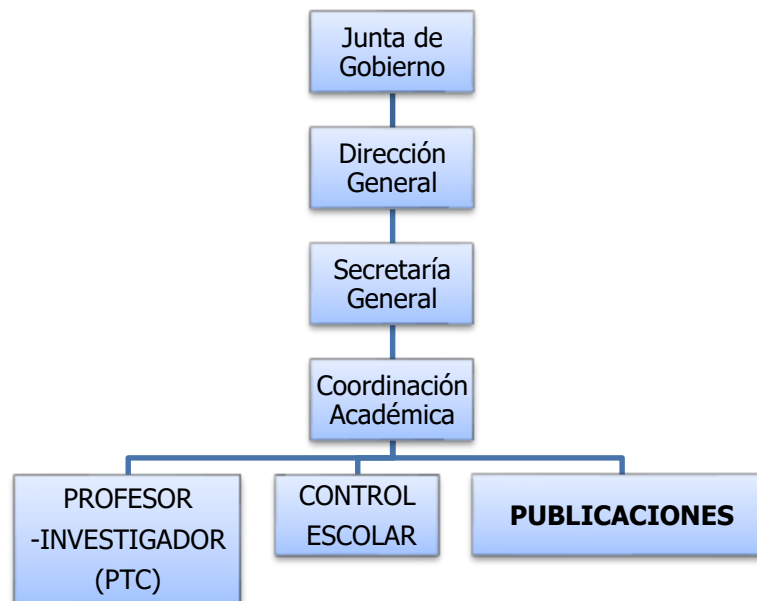 Junta de
Gobierno
Dirección
General
Secretaría
General
Coordinación
Académica
PROFESOR
-INVESTIGADOR
(PTC)
CONTROL
ESCOLAR
PUBLICACIONES